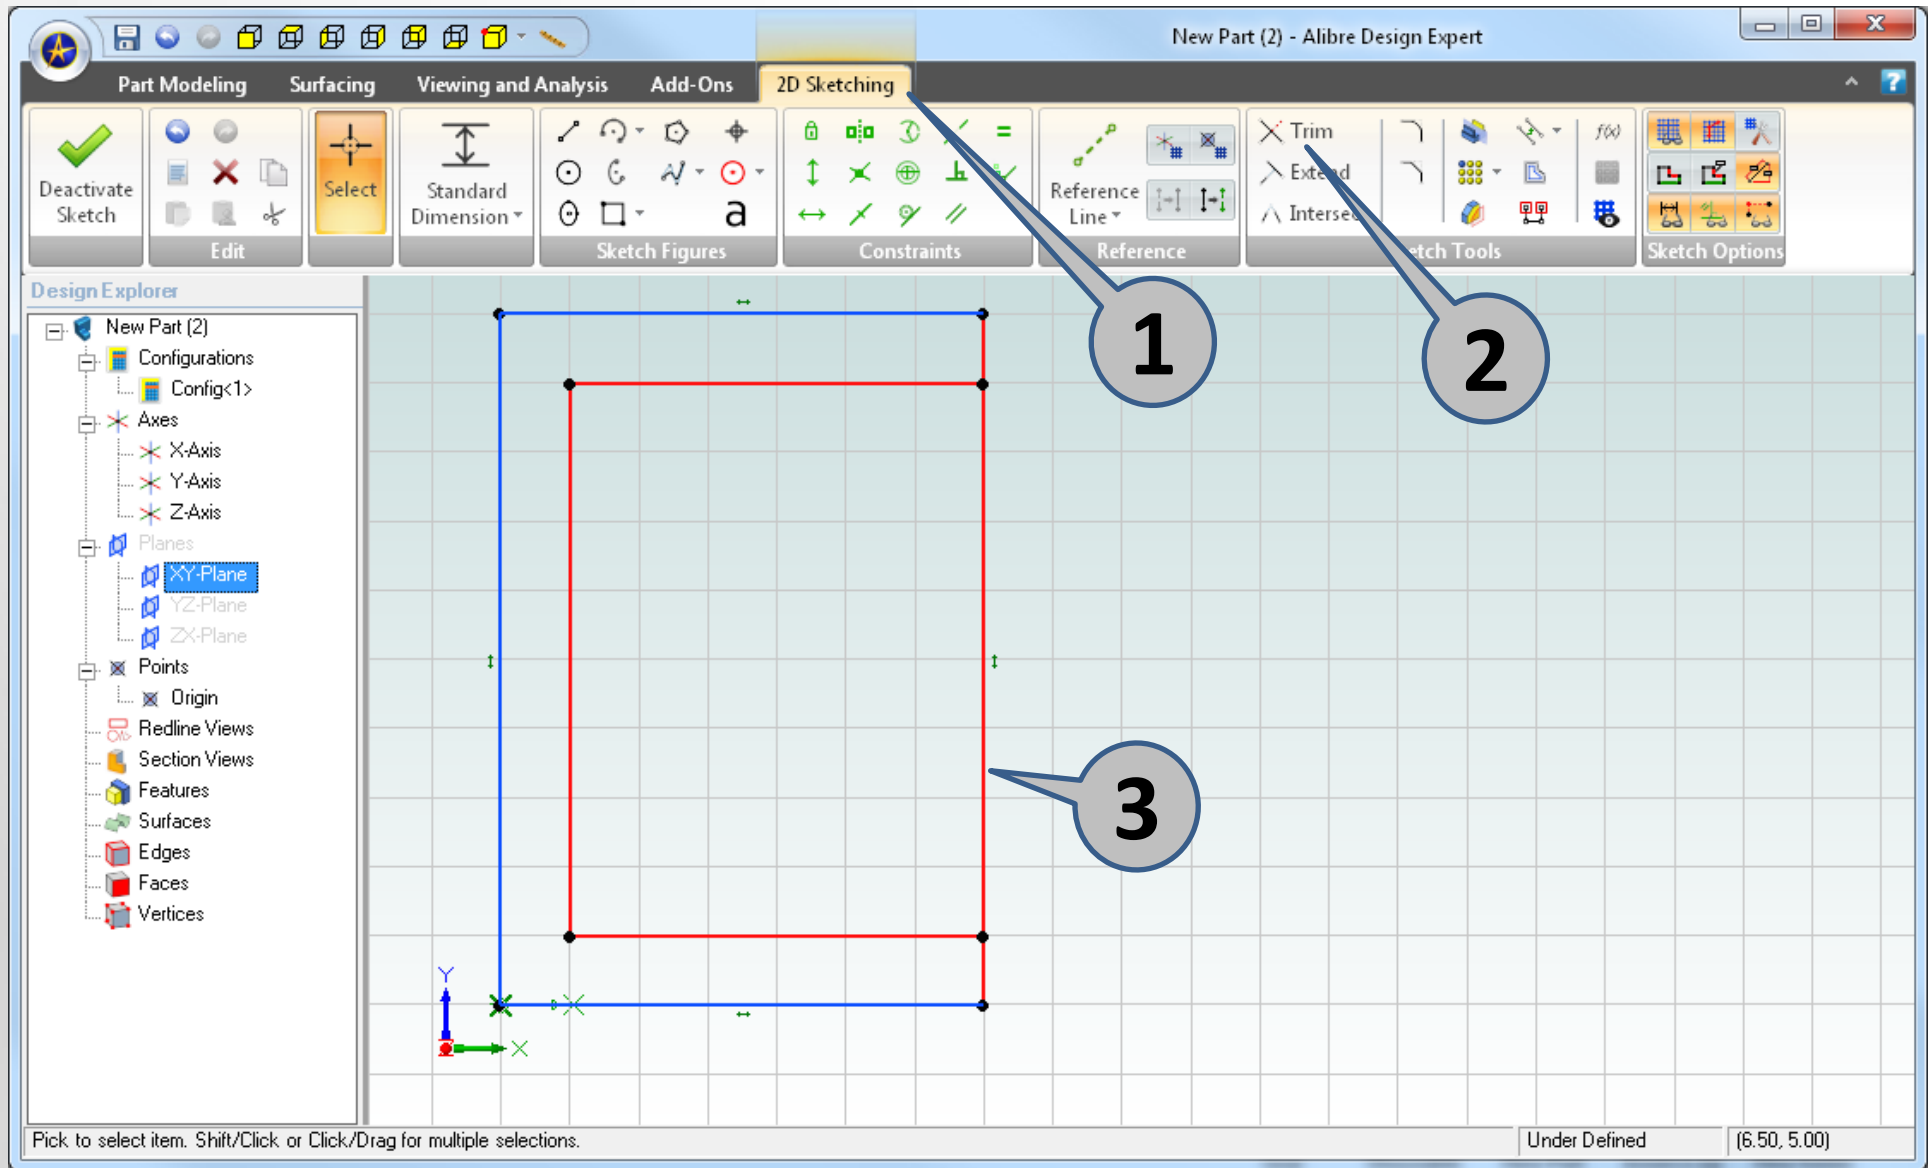 New Part (2) - Alibre Design Expert
X
Part Modeling Surfacing Viewing and Analysis Add-Ons 2D Sketching
?
Deactivate
Sketch
Edit
Select
Standard
Dimension
a
Sketch Figures
Constraints
Reference
Line
Reference
Trim
Extend
f(x)
Sketch Options
Design Explorer
New Part (2)
Configurations
Config<1>
Axes
X-Axis
Y-Axis
Z-Axis
Planes
XY-Plane
YZ-Plane
ZX-Plane
Points
Origin
Redline Views
Section Views
Features
Surfaces
Edges
Faces
Vertices
1
2
3
Y
X
Pick to select item. Shift/Click or Click/Drag for multiple selections.
Under Defined
(6.50, 5.00)